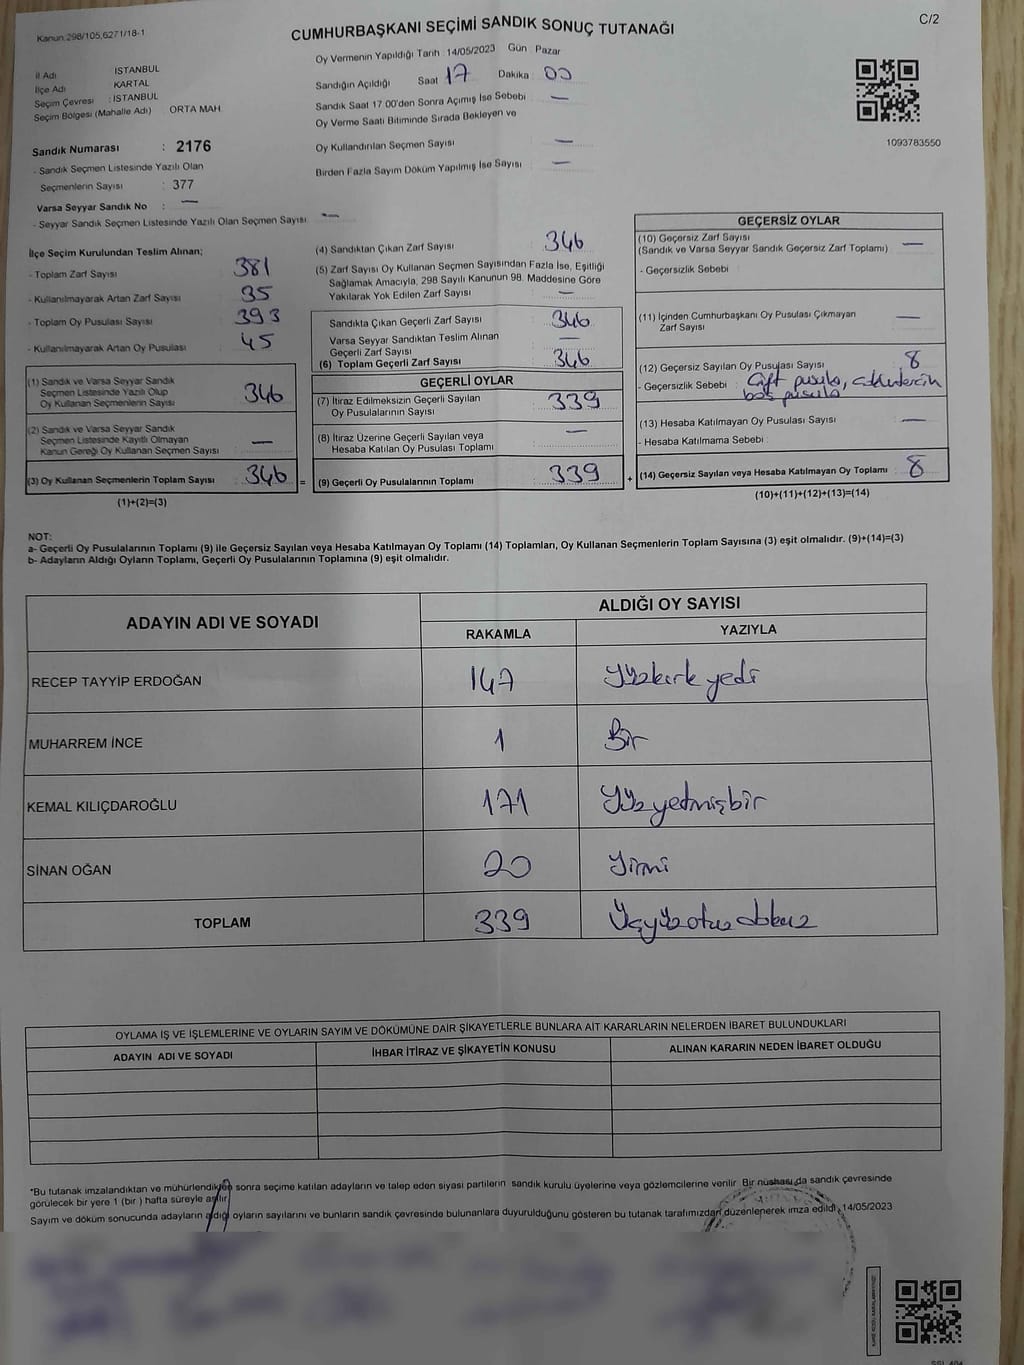 Kanun:298/105,6271/18-1
CUMHURBAŞKANI SEÇİMİ SANDIK SONUÇ TUTANAĞI
C/2
İl Adı İSTANBUL
İlçe Adı KARTAL
Seçim Çevresi : İSTANBUL
Seçim Bölgesi (Mahalle Adı) ORTA MAH
Sandık Numarası : 2176
- Sandık Seçmen Listesinde Yazılı Olan
Seçmenlerin Sayısı : 377
Varsa Seyyar Sandık No : —
- Seyyar Sandık Seçmen Listesinde Yazılı Olan Seçmen Sayısı : —
Oy Vermenin Yapıldığı Tarih : 14/05/2023 Gün Pazar
Sandığın Açıldığı Saat 17 Dakika : 00
Sandık Saat 17 00'den Sonra Açımış İse Sebebi —
Oy Verme Saati Bitiminde Sırada Bekleyen ve
Oy Kullandırılan Seçmen Sayısı —
Birden Fazla Sayım Döküm Yapılmış İse Sayısı —
1093783550
İlçe Seçim Kurulundan Teslim Alınan;
- Toplam Zarf Sayısı 381
- Kullanılmayarak Artan Zarf Sayısı 35
- Toplam Oy Pusulası Sayısı 393
- Kullanılmayarak Artan Oy Pusulası 45
(1) Sandık ve Varsa Seyyar Sandık
Seçmen Listesinde Yazılı Olup
Oy Kullanan Seçmenlerin Sayısı 346
(2) Sandık ve Varsa Seyyar Sandık
Seçmen Listesinde Kayıtlı Olmayan
Kanun Gereği Oy Kullanan Seçmen Sayısı —
(3) Oy Kullanan Seçmenlerin Toplam Sayısı 346 =
(1)+(2)=(3)
(4) Sandıktan Çıkan Zarf Sayısı 346
(5) Zarf Sayısı Oy Kullanan Seçmen Sayısından Fazla İse, Eşitliği
Sağlamak Amacıyla; 298 Sayılı Kanunun 98. Maddesine Göre
Yakılarak Yok Edilen Zarf Sayısı —
Sandıkta Çıkan Geçerli Zarf Sayısı 346
Varsa Seyyar Sandıktan Teslim Alınan
Geçerli Zarf Sayısı —
(6) Toplam Geçerli Zarf Sayısı 346
GEÇERLİ OYLAR
(7) İtiraz Edilmeksizin Geçerli Sayılan
Oy Pusulalarının Sayısı 339
(8) İtiraz Üzerine Geçerli Sayılan veya
Hesaba Katılan Oy Pusulası Toplamı —
(9) Geçerli Oy Pusulalarının Toplamı 339 +
GEÇERSİZ OYLAR
(10) Geçersiz Zarf Sayısı
(Sandık ve Varsa Seyyar Sandık Geçersiz Zarf Toplamı) —
- Geçersizlik Sebebi :
(11) İçinden Cumhurbaşkanı Oy Pusulası Çıkmayan
Zarf Sayısı —
(12) Geçersiz Sayılan Oy Pusulası Sayısı 8
- Geçersizlik Sebebi : Çift pusula,
boş pusula
(13) Hesaba Katılmayan Oy Pusulası Sayısı —
- Hesaba Katılmama Sebebi :
(14) Geçersiz Sayılan veya Hesaba Katılmayan Oy Toplamı 8
(10)+(11)+(12)+(13)=(14)
NOT:
a- Geçerli Oy Pusulalarının Toplamı (9) ile Geçersiz Sayılan veya Hesaba Katılmayan Oy Toplamı (14) Toplamları, Oy Kullanan Seçmenlerin Toplam Sayısına (3) eşit olmalıdır. (9)+(14)=(3)
b- Adayların Aldığı Oyların Toplamı, Geçerli Oy Pusulalarının Toplamına (9) eşit olmalıdır.
ADAYIN ADI VE SOYADI
ALDIĞI OY SAYISI
RAKAMLA YAZIYLA
RECEP TAYYİP ERDOĞAN 147 Yüzkırk yedi
MUHARREM İNCE 1 Bir
KEMAL KILIÇDAROĞLU 171 Yüz yetmişbir
SİNAN OĞAN 20 Yirmi
TOPLAM 339 Üçyüz otuz dokuz
OYLAMA İŞ VE İŞLEMLERİNE VE OYLARIN SAYIM VE DÖKÜMÜNE DAİR ŞİKAYETLERLE BUNLARA AİT KARARLARIN NELERDEN İBARET BULUNDUKLARI
ADAYIN ADI VE SOYADI İHBAR İTİRAZ VE ŞİKAYETİN KONUSU ALINAN KARARIN NEDEN İBARET OLDUĞU
*Bu tutanak imzalandıktan ve mühürlendikten sonra seçime katılan adayların ve talep eden siyasi partilerin sandık kurulu üyelerine veya gözlemcilerine verilir. Bir nüshası da sandık çevresinde
görülecek bir yere 1 (bir ) hafta süreyle asılır
Sayım ve döküm sonucunda adayların aldığı oyların sayılarını ve bunların sandık çevresinde bulunanlara duyurulduğunu gösteren bu tutanak tarafımızdan düzenlenerek imza edildi. 14/05/2023